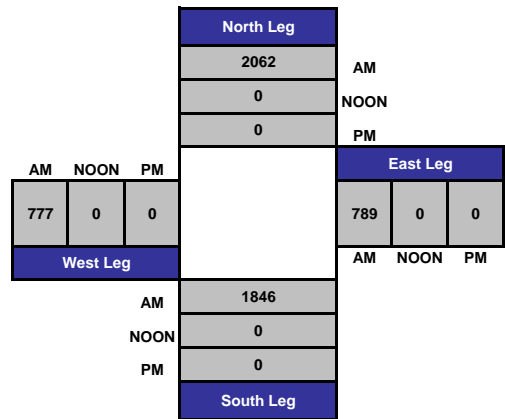 North Leg
2062 AM
0 NOON
0 PM
AM NOON PM
East Leg
777 0 0
789 0 0
West Leg
AM NOON PM
AM 1846
NOON 0
PM 0
South Leg